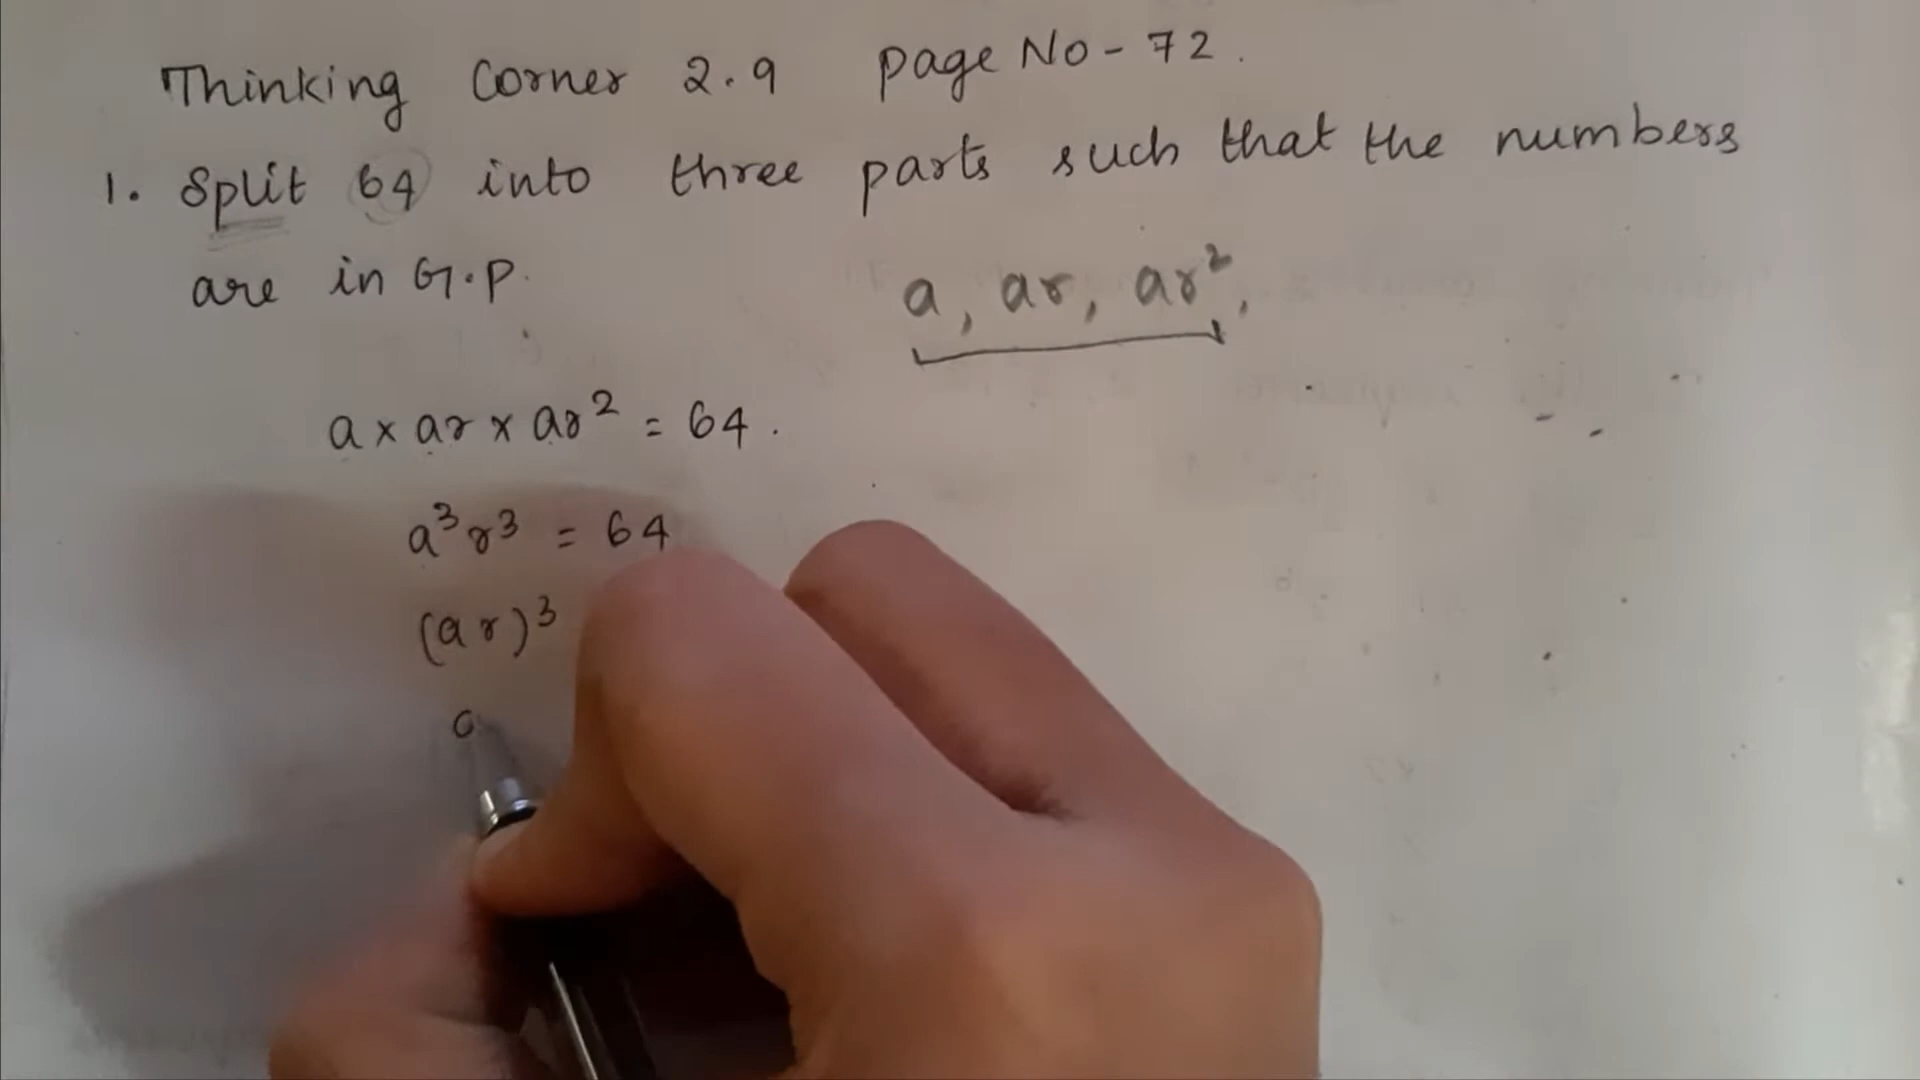 Thinking Corner 2.9 page No - 72.
1. Split 64 into three parts such that the numbers
are in G.P.
a, ar, ar²,
a x ar x ar² = 64.
a³r³ = 64
(ar)³
a